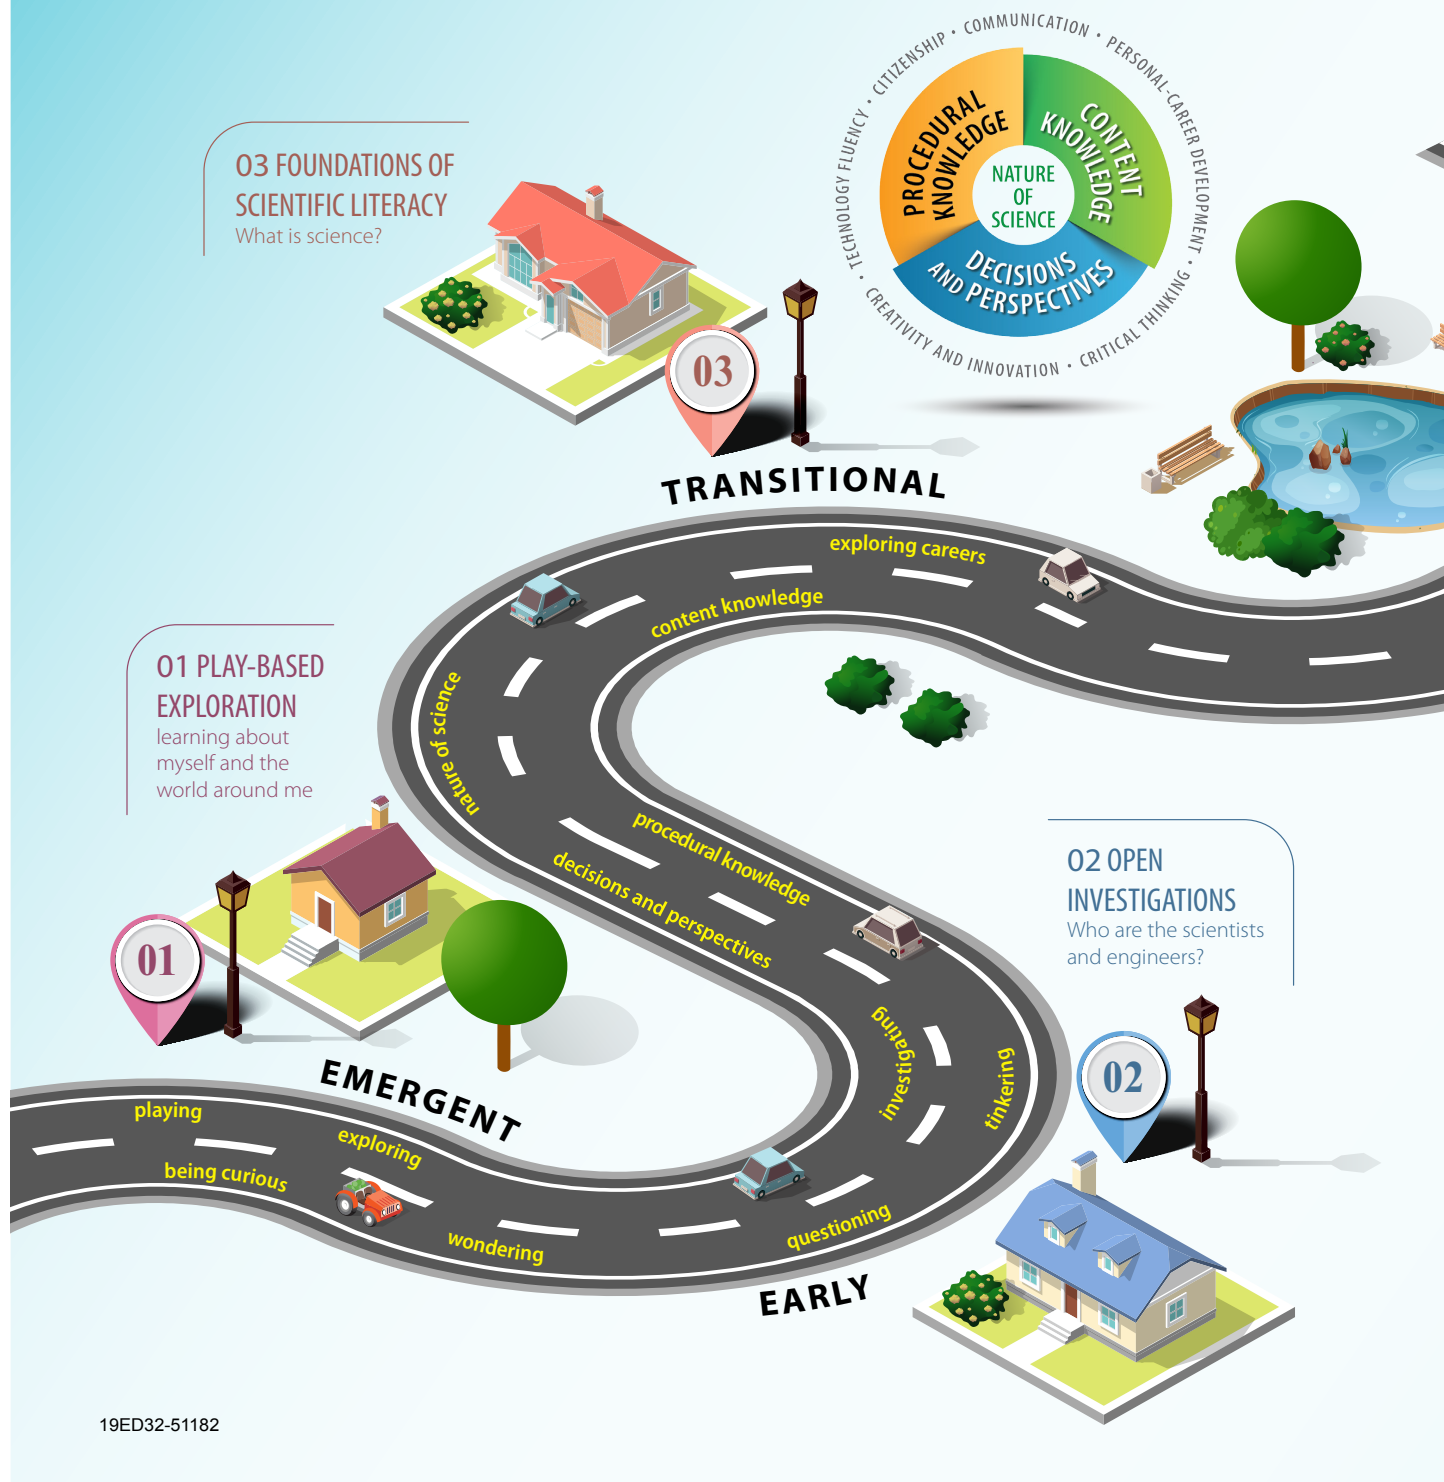 TECHNOLOGY FLUENCY • CITIZENSHIP • COMMUNICATION • PERSONAL-CAREER DEVELOPMENT •
CREATIVITY AND INNOVATION • CRITICAL THINKING •
PROCEDURAL
KNOWLEDGE
CONTENT
KNOWLEDGE
NATURE
OF
SCIENCE
DECISIONS
AND PERSPECTIVES
03 FOUNDATIONS OF
SCIENTIFIC LITERACY
What is science?
03
TRANSITIONAL
exploring careers
content knowledge
nature of science
01 PLAY-BASED
EXPLORATION
learning about
myself and the
world around me
procedural knowledge
decisions and perspectives
02 OPEN
INVESTIGATIONS
Who are the scientists
and engineers?
01
investigating
tinkering
02
EMERGENT
playing
exploring
being curious
wondering
questioning
EARLY
19ED32-51182